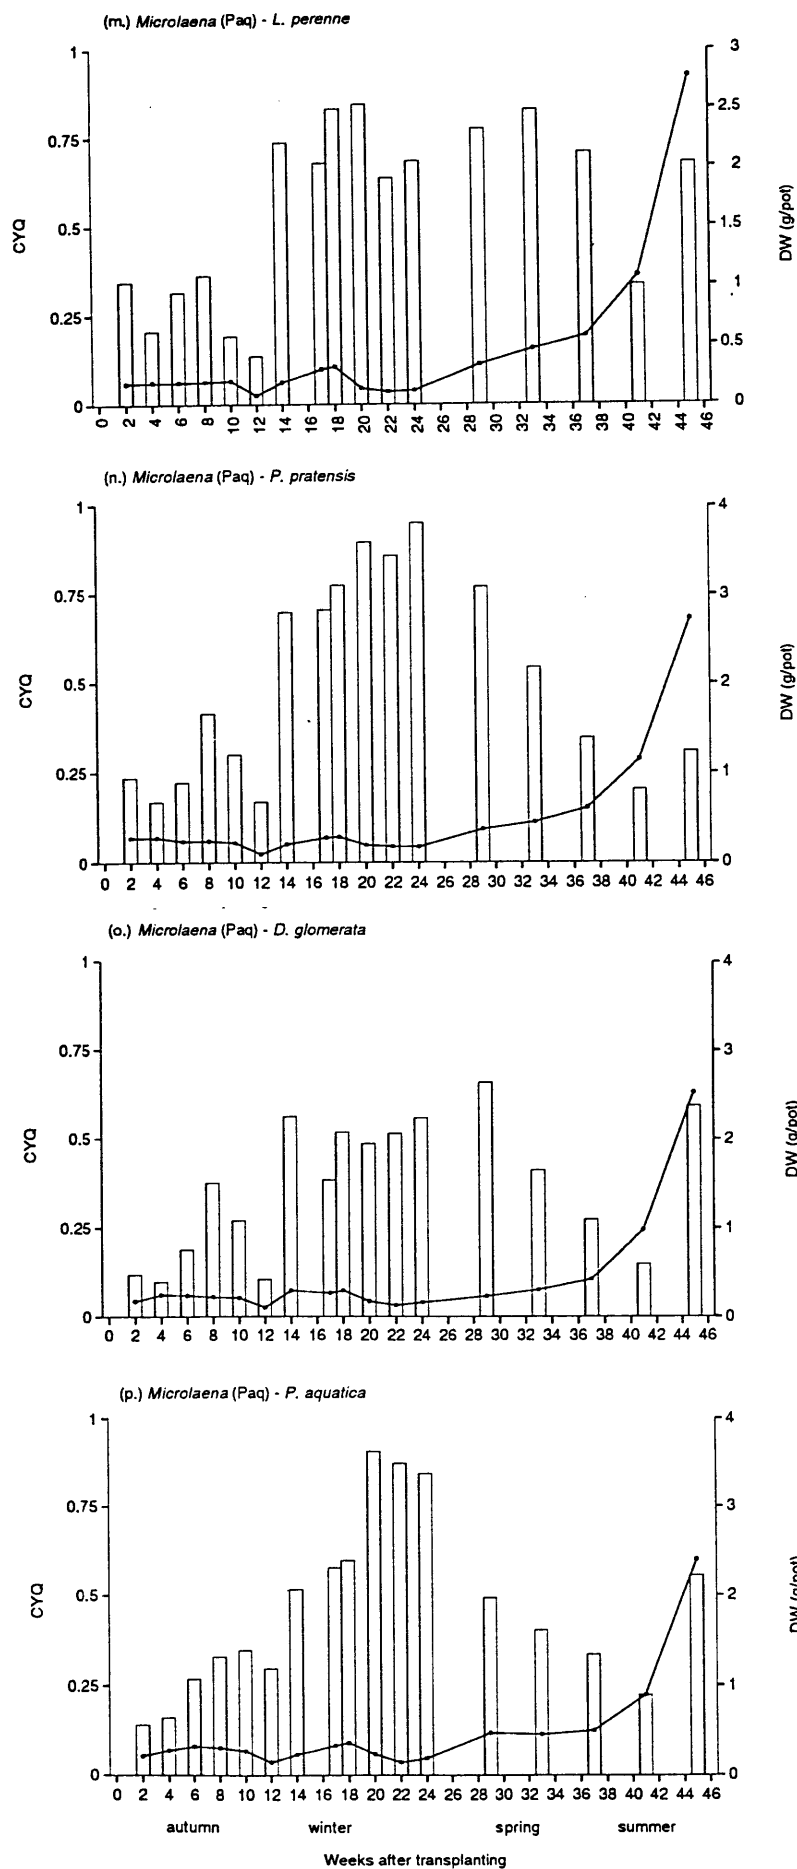 (m.) Microlaena (Paq) - L. perenne
1
0.75
0.5
0.25
0
CYQ
3
2.5
2
1.5
1
0.5
0
DW (g/pot)
0 2 4 6 8 10 12 14 16 18 20 22 24 26 28 30 32 34 36 38 40 42 44 46
(n.) Microlaena (Paq) - P. pratensis
1
0.75
0.5
0.25
0
CYQ
4
3
2
1
0
DW (g/pot)
0 2 4 6 8 10 12 14 16 18 20 22 24 26 28 30 32 34 36 38 40 42 44 46
(o.) Microlaena (Paq) - D. glomerata
1
0.75
0.5
0.25
0
CYQ
4
3
2
1
0
DW (g/pot)
0 2 4 6 8 10 12 14 16 18 20 22 24 26 28 30 32 34 36 38 40 42 44 46
(p.) Microlaena (Paq) - P. aquatica
1
0.75
0.5
0.25
0
CYQ
4
3
2
1
0
DW (g/pot)
0 2 4 6 8 10 12 14 16 18 20 22 24 26 28 30 32 34 36 38 40 42 44 46
autumn winter spring summer
Weeks after transplanting